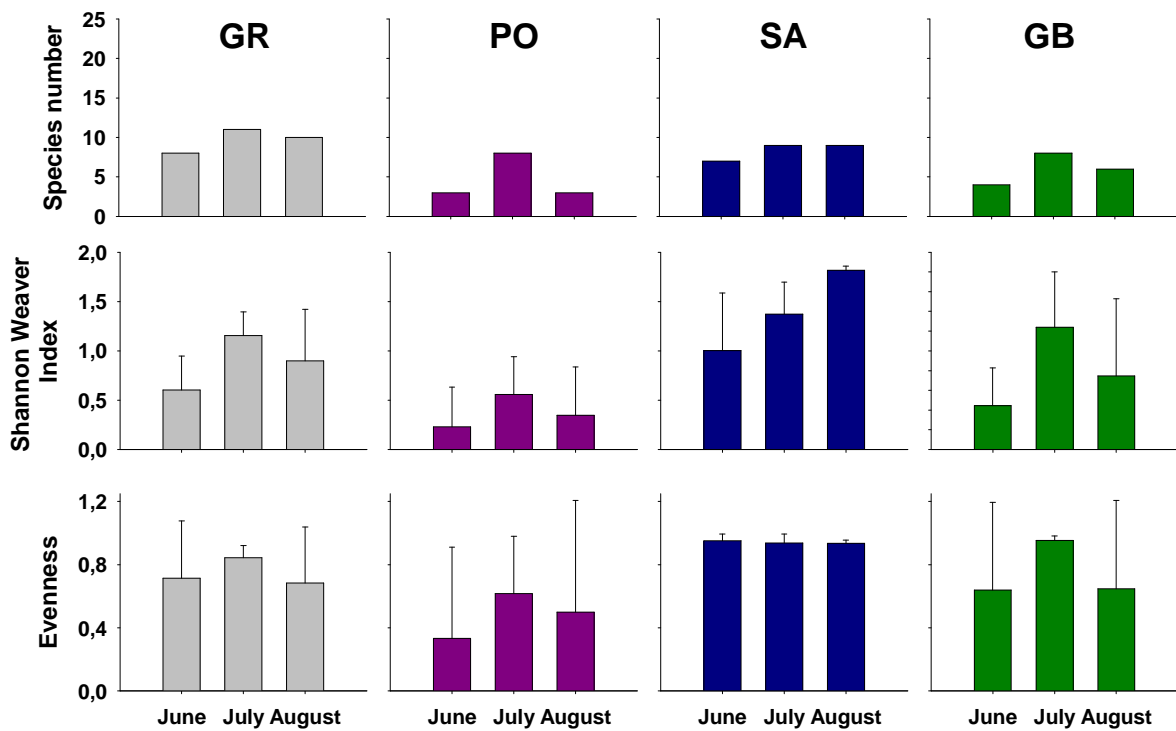 GR PO SA GB
Species number
25
20
15
10
5
0
Shannon Weaver
Index
2,0
1,5
1,0
0,5
0,0
Evenness
1,2
0,8
0,4
0,0
June July August June July August June July August June July August